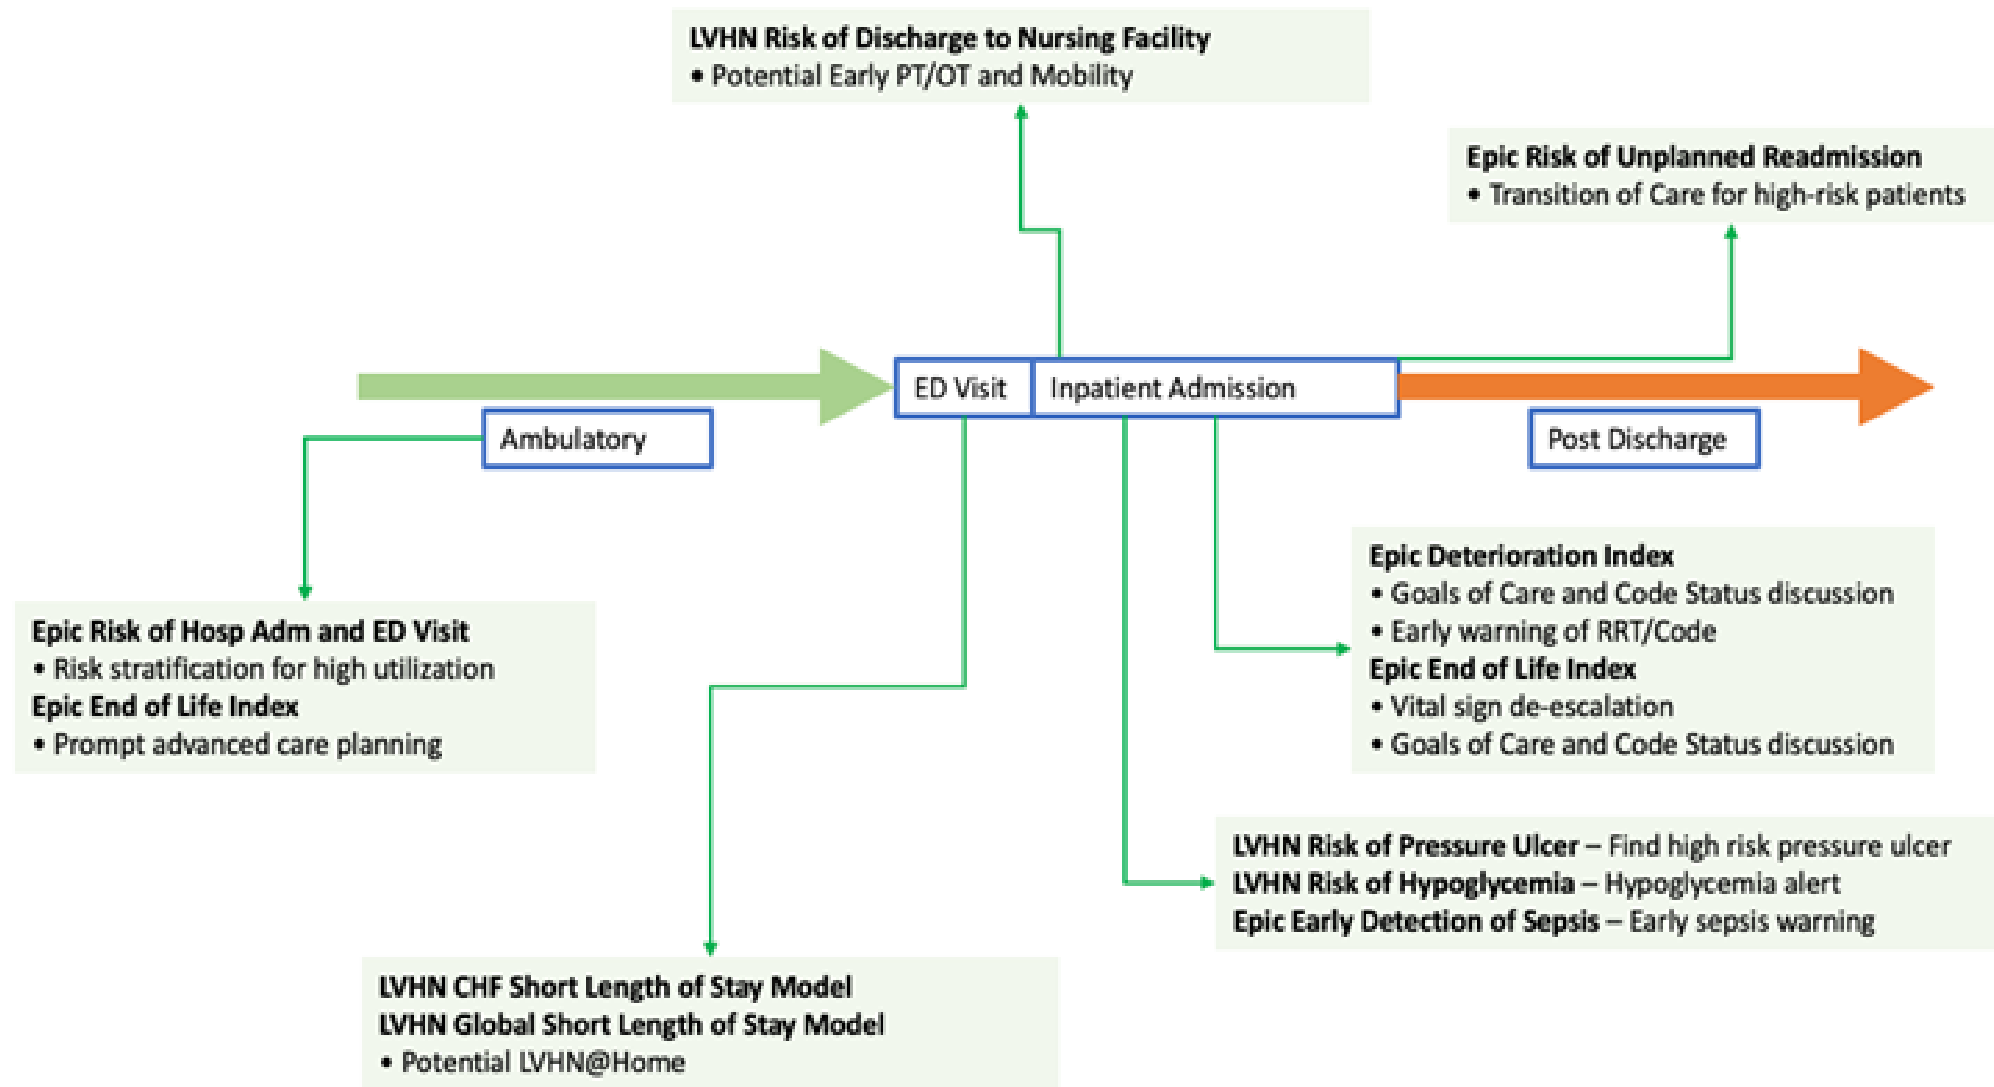 LVHN Risk of Discharge to Nursing Facility
• Potential Early PT/OT and Mobility
Epic Risk of Unplanned Readmission
• Transition of Care for high-risk patients
ED Visit
Inpatient Admission
Ambulatory
Post Discharge
Epic Risk of Hosp Adm and ED Visit
• Risk stratification for high utilization
Epic End of Life Index
• Prompt advanced care planning
Epic Deterioration Index
• Goals of Care and Code Status discussion
• Early warning of RRT/Code
Epic End of Life Index
• Vital sign de-escalation
• Goals of Care and Code Status discussion
LVHN Risk of Pressure Ulcer – Find high risk pressure ulcer
LVHN Risk of Hypoglycemia – Hypoglycemia alert
Epic Early Detection of Sepsis – Early sepsis warning
LVHN CHF Short Length of Stay Model
LVHN Global Short Length of Stay Model
• Potential LVHN@Home